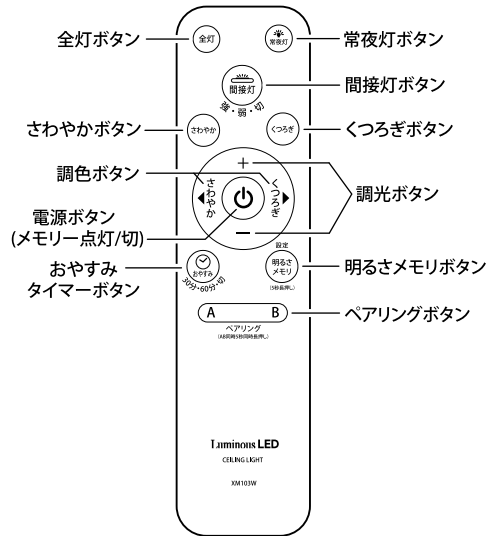 全灯ボタン
全灯
常夜灯
常夜灯ボタン
間接灯
間接灯ボタン
強・弱・切
さわやかボタン
さわやか
くつろぎ
くつろぎボタン
調色ボタン
+
さわやか
くつろぎ
調光ボタン
電源ボタン
(メモリー点灯/切)
−
おやすみ
タイマーボタン
おやすみ
30分・60分・切
設定
明るさ
メモリ
(5秒長押し)
明るさメモリボタン
A B
ペアリングボタン
ペアリング
(AB同時5秒同時長押し)
Luminous LED
CEILING LIGHT
XM103W